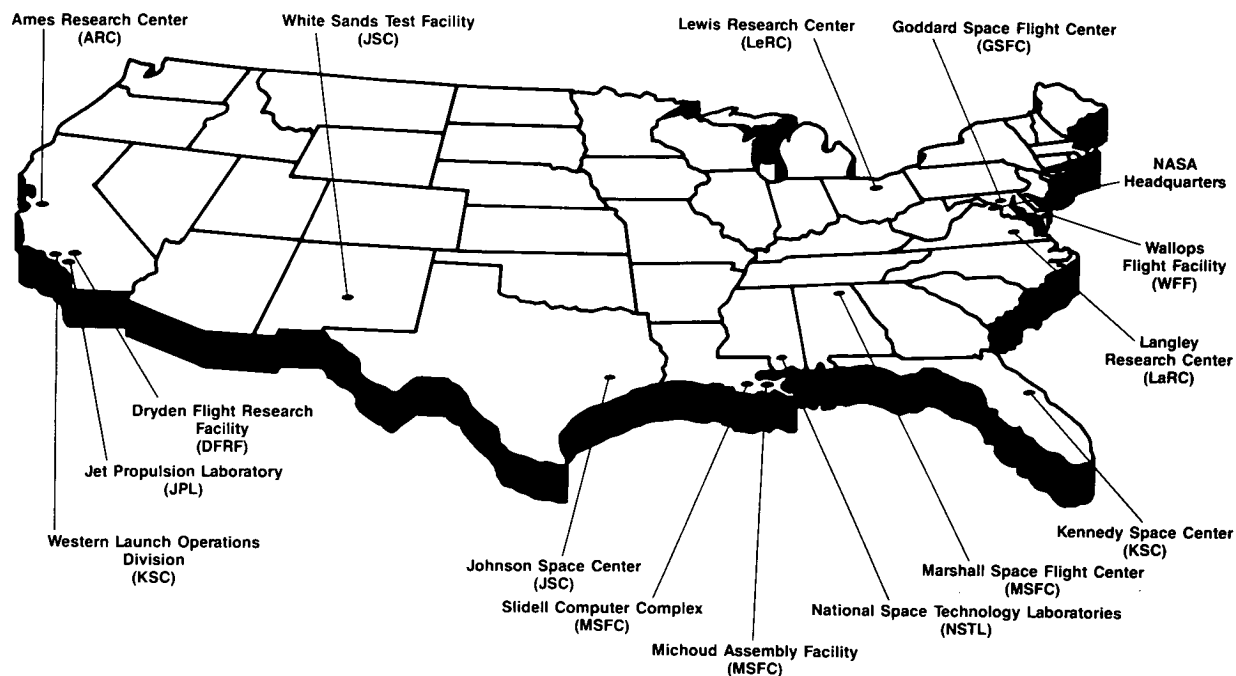 Ames Research Center
(ARC)
White Sands Test Facility
(JSC)
Lewis Research Center
(LeRC)
Goddard Space Flight Center
(GSFC)
NASA
Headquarters
Wallops
Flight Facility
(WFF)
Langley
Research Center
(LaRC)
Dryden Flight Research
Facility
(DFRF)
Jet Propulsion Laboratory
(JPL)
Western Launch Operations
Division
(KSC)
Kennedy Space Center
(KSC)
Johnson Space Center
(JSC)
Marshall Space Flight Center
(MSFC)
Slidell Computer Complex
(MSFC)
National Space Technology Laboratories
(NSTL)
Michoud Assembly Facility
(MSFC)